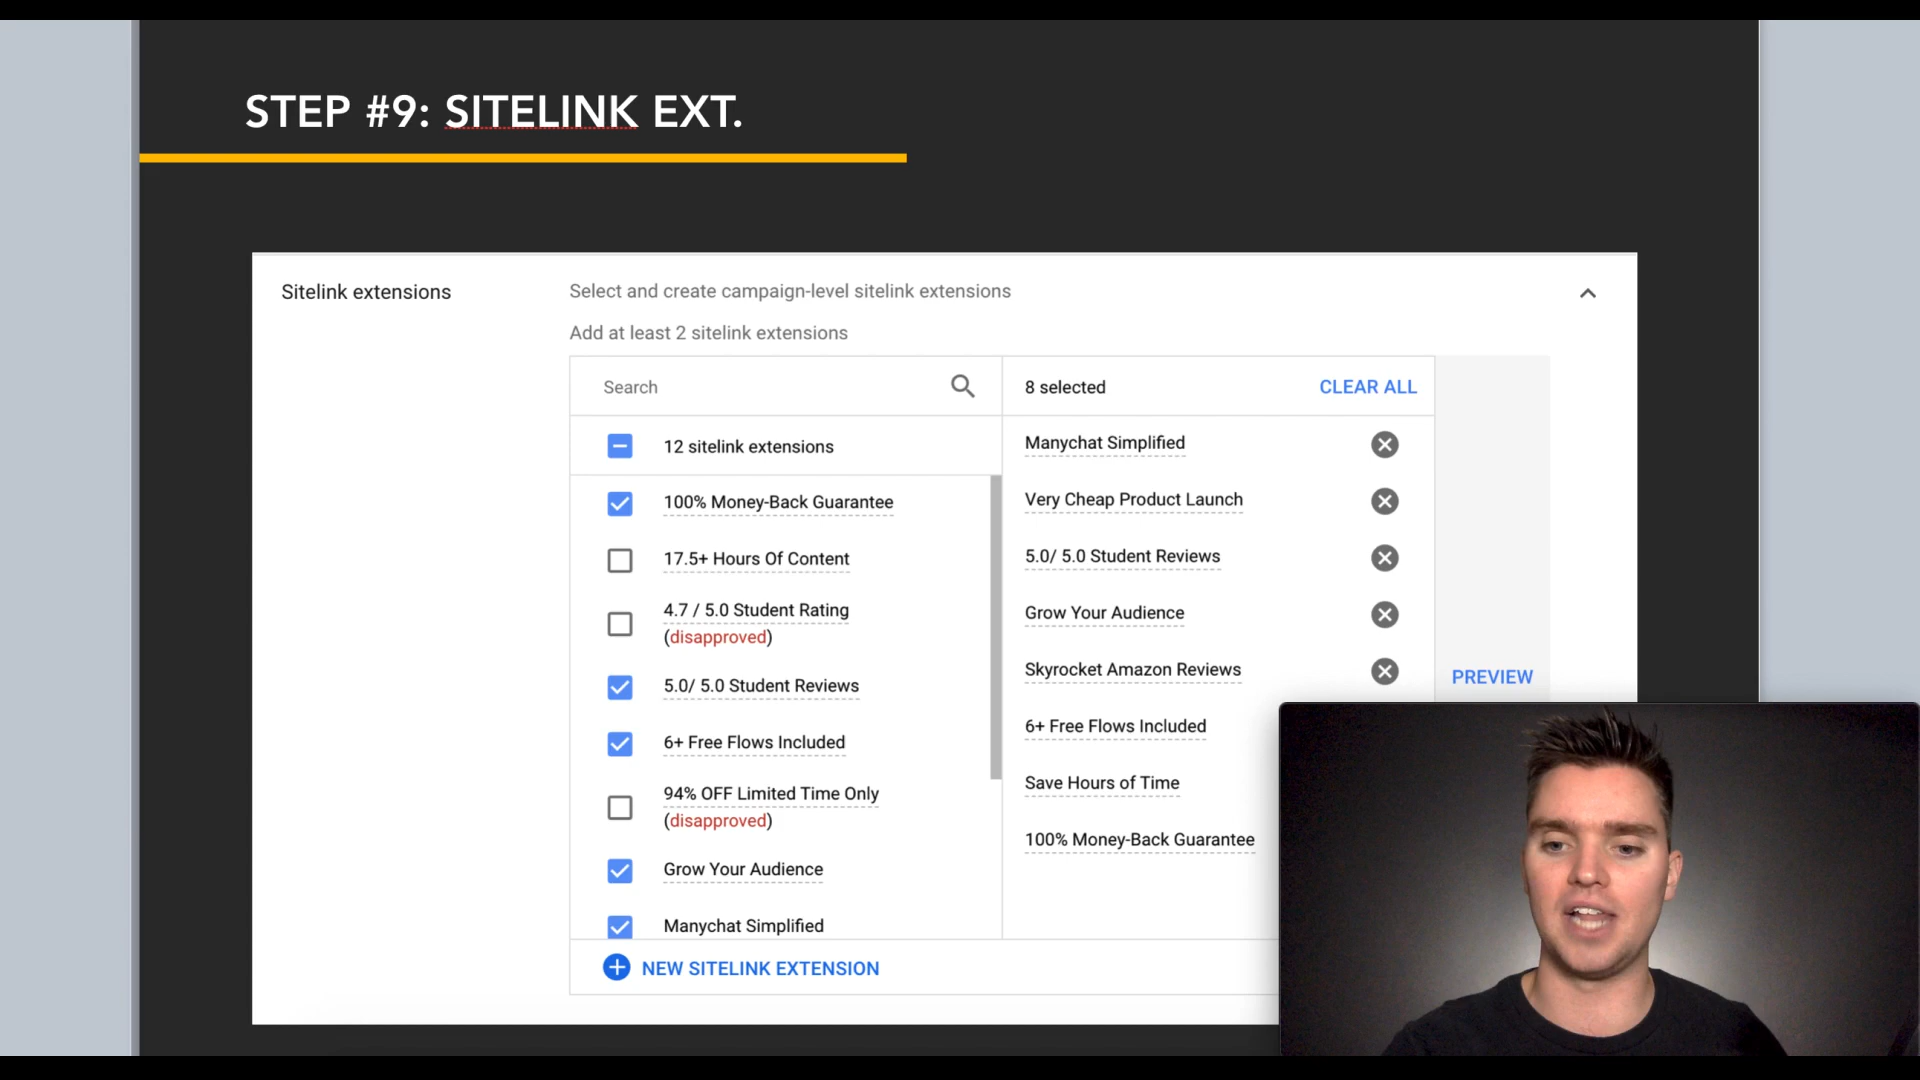 STEP #9: SITELINK EXT.
Sitelink extensions
Select and create campaign-level sitelink extensions
Add at least 2 sitelink extensions
Search
12 sitelink extensions
100% Money-Back Guarantee
17.5+ Hours Of Content
4.7 / 5.0 Student Rating
(disapproved)
5.0/ 5.0 Student Reviews
6+ Free Flows Included
94% OFF Limited Time Only
(disapproved)
Grow Your Audience
Manychat Simplified
NEW SITELINK EXTENSION
8 selected
CLEAR ALL
Manychat Simplified
Very Cheap Product Launch
5.0/ 5.0 Student Reviews
Grow Your Audience
Skyrocket Amazon Reviews
6+ Free Flows Included
Save Hours of Time
100% Money-Back Guarantee
PREVIEW